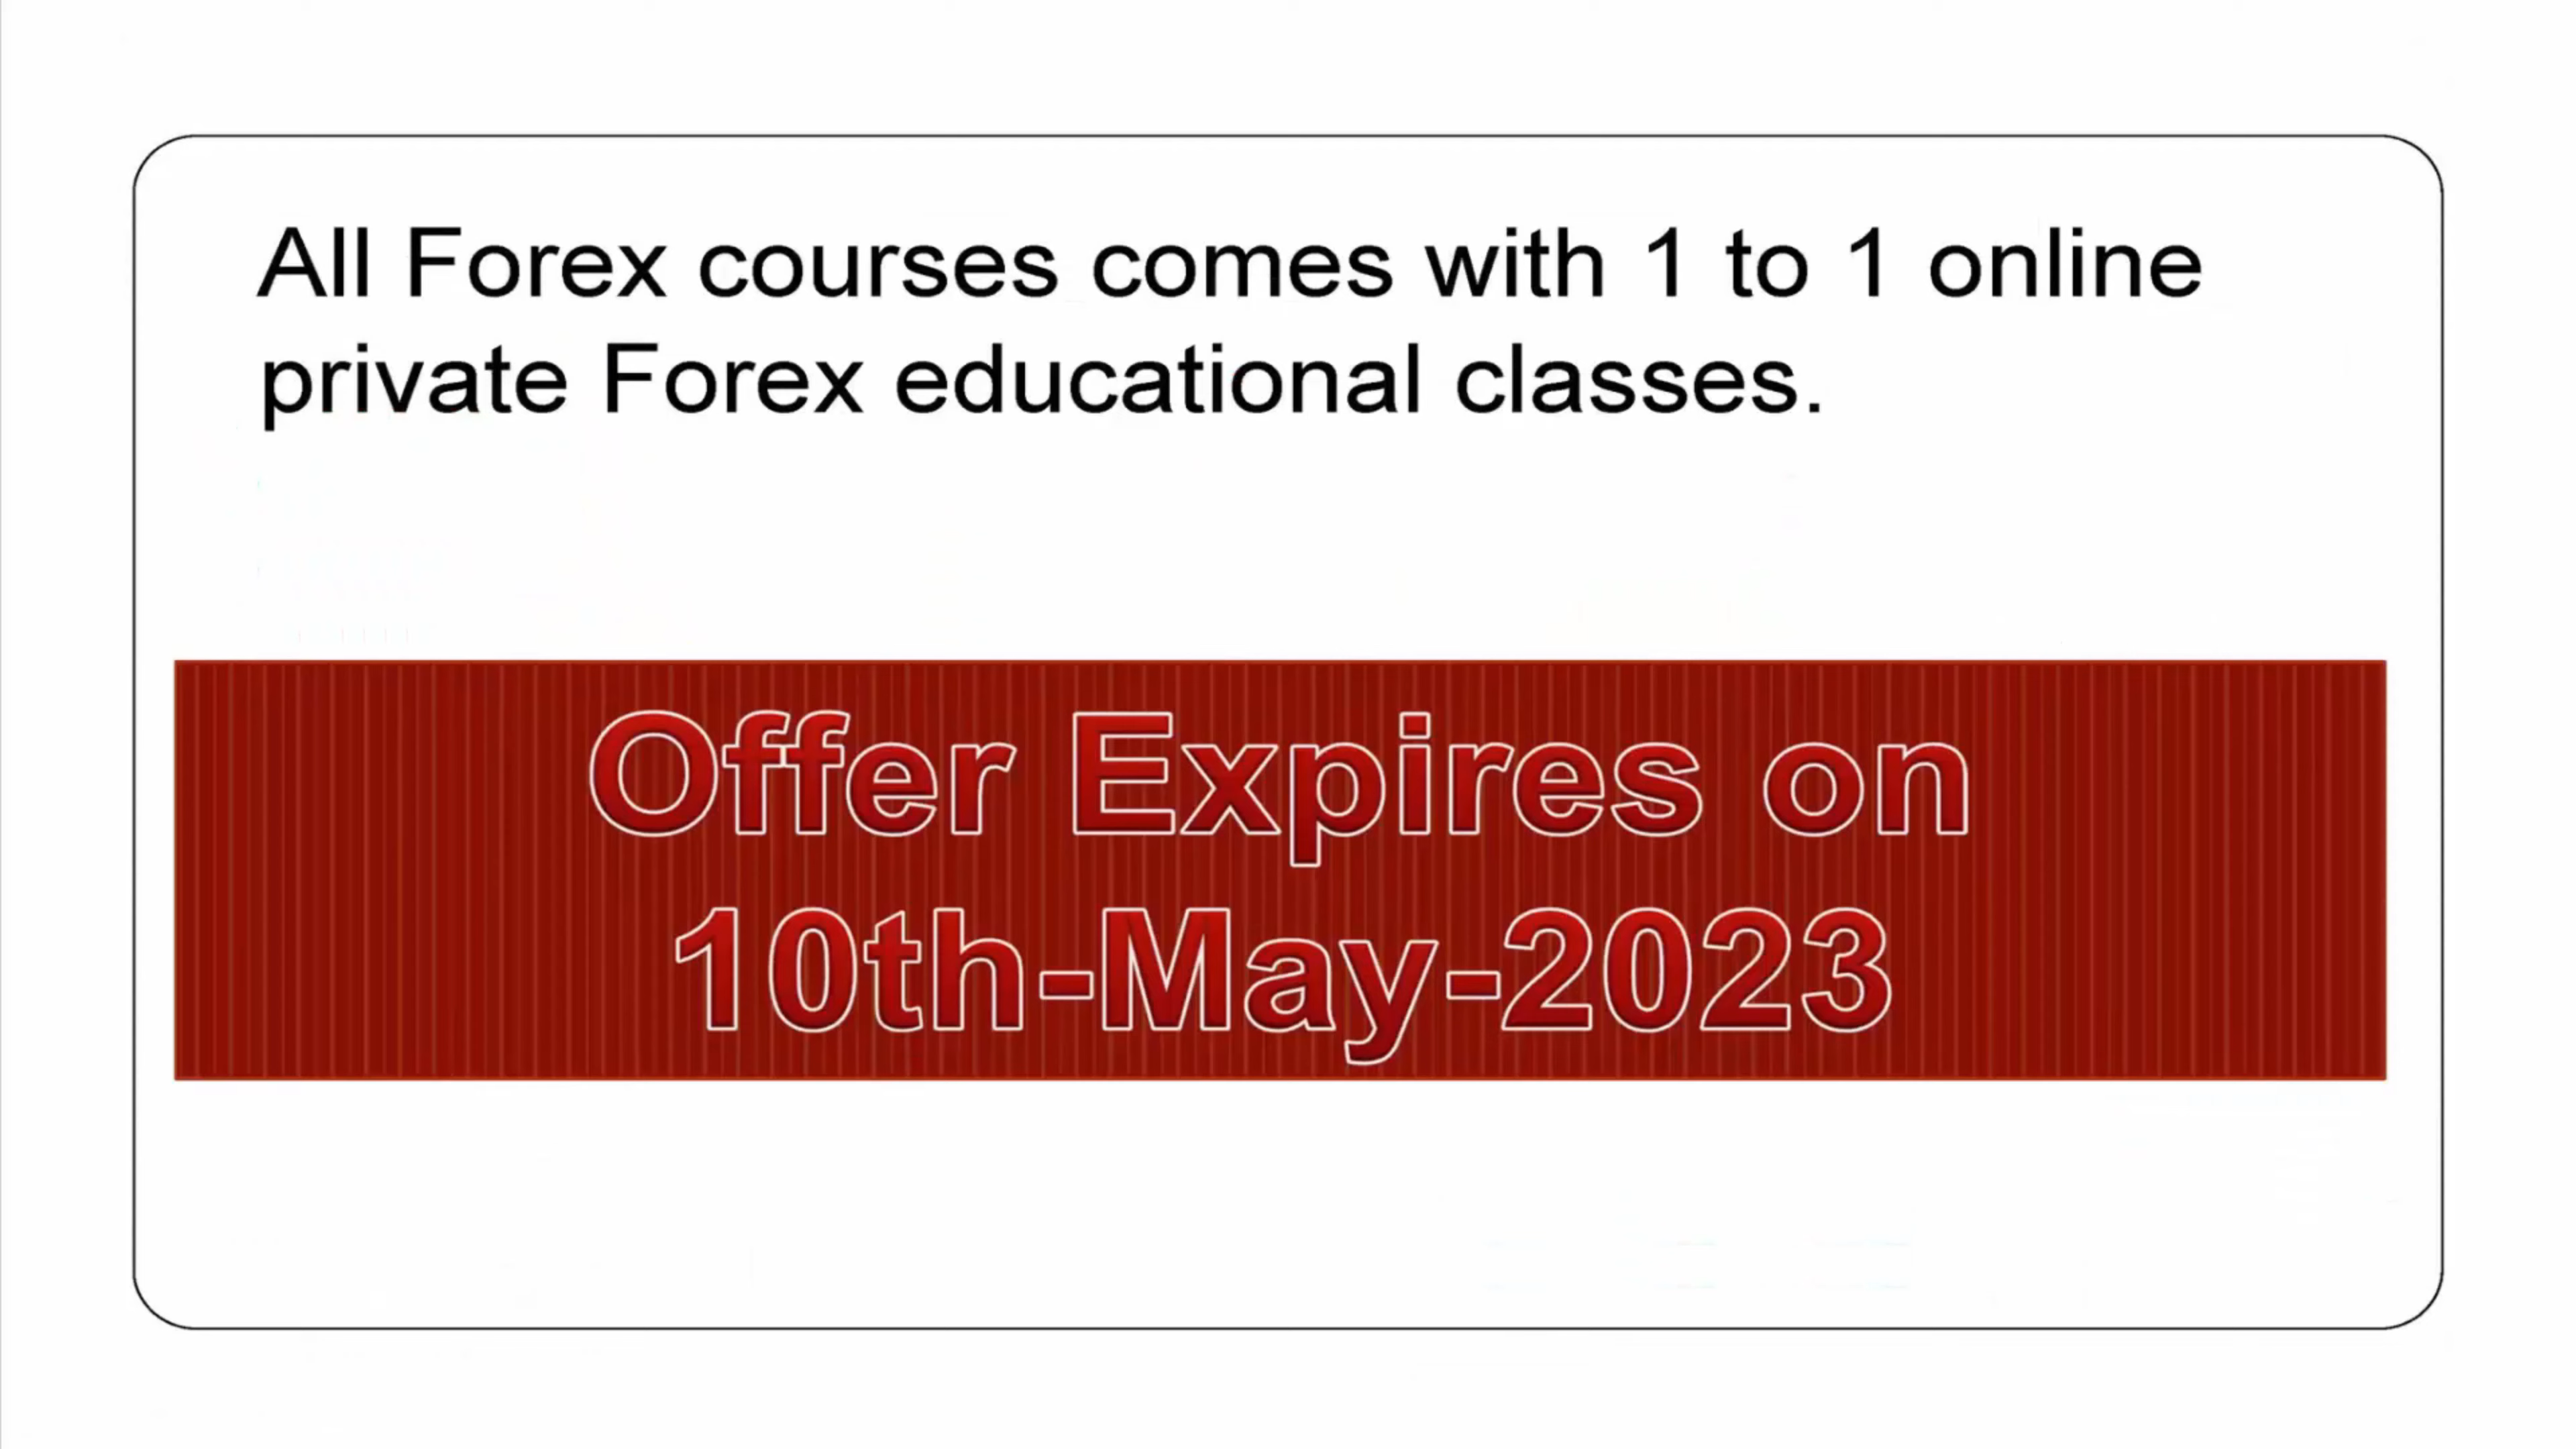 All Forex courses comes with 1 to 1 online
private Forex educational classes.
Offer Expires on
10th-May-2023